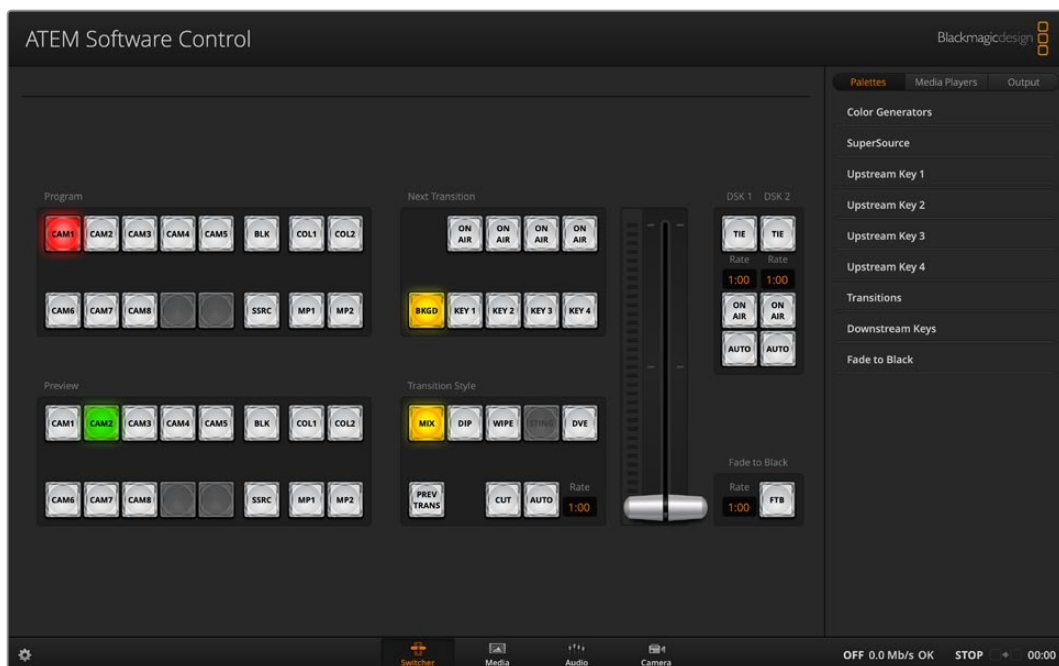 ATEM Software Control
Blackmagicdesign
Palettes Media Players Output
Color Generators
SuperSource
Upstream Key 1
Upstream Key 2
Upstream Key 3
Upstream Key 4
Transitions
Downstream Keys
Fade to Black
Program
CAM1 CAM2 CAM3 CAM4 CAM5 BLK COL1 COL2
CAM6 CAM7 CAM8 SSRC MP1 MP2
Next Transition
ON AIR ON AIR ON AIR ON AIR
BKGD KEY 1 KEY 2 KEY 3 KEY 4
DSK 1 DSK 2
TIE TIE
Rate Rate
1:00 1:00
ON AIR ON AIR
AUTO AUTO
Preview
CAM1 CAM2 CAM3 CAM4 CAM5 BLK COL1 COL2
CAM6 CAM7 CAM8 SSRC MP1 MP2
Transition Style
MIX DIP WIPE STING DVE
PREV TRANS CUT AUTO
Rate
1:00
Fade to Black
Rate
1:00 FTB
Switcher Media Audio Camera
OFF 0.0 Mb/s OK STOP 00:00